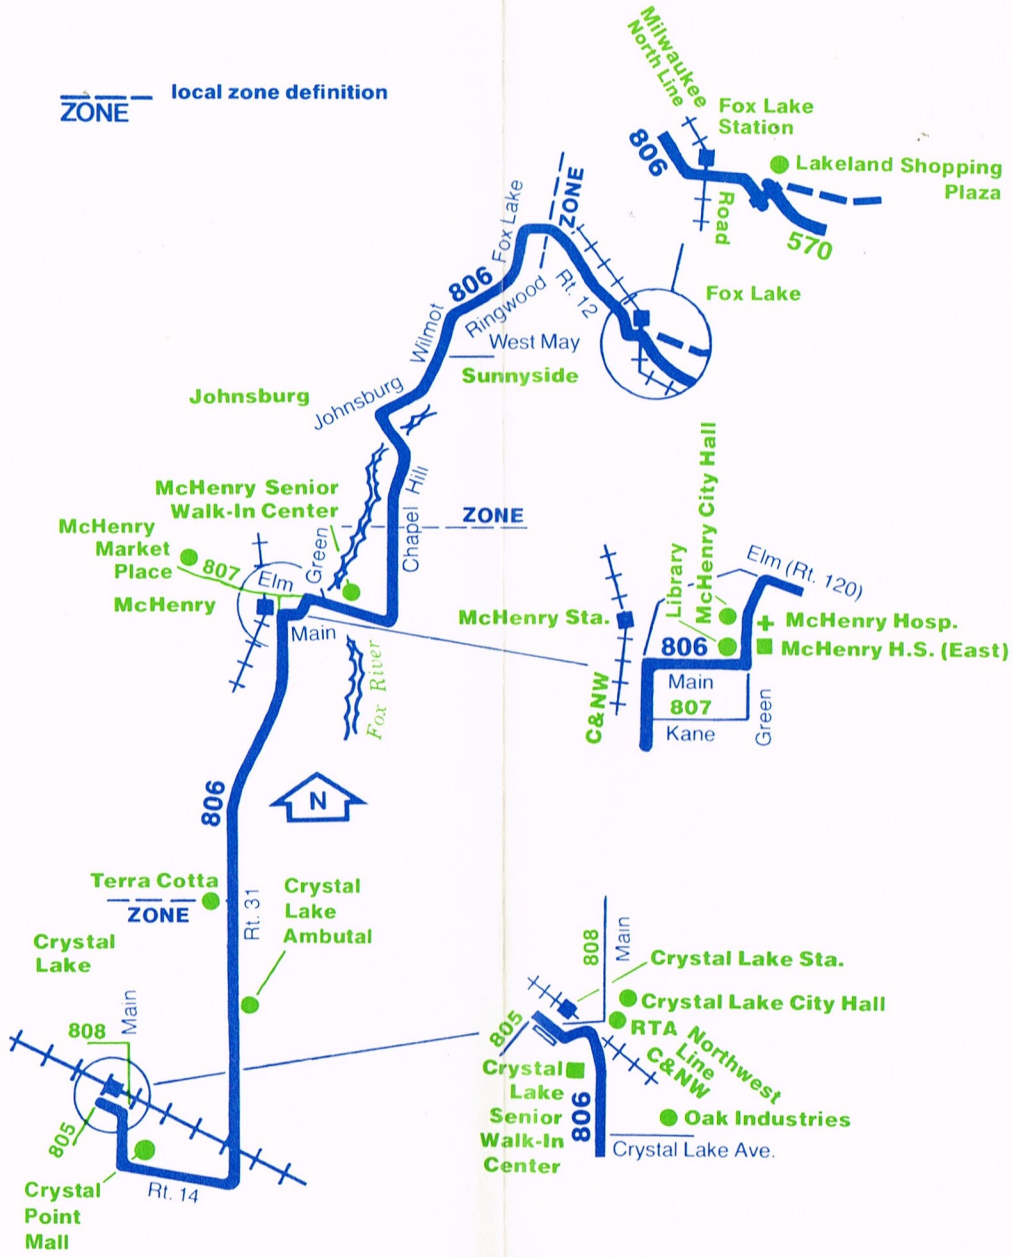 ZONE
local zone definition
Milwaukee
North Line
Fox Lake
Station
806
Lakeland Shopping
Plaza
Road
570
ZONE
Fox Lake
806
Ringwood
Rt. 12
Fox Lake
Wilmot
West May
Sunnyside
Johnsburg
Johnsburg
Chapel Hill
McHenry Senior
Walk-In Center
Green
ZONE
McHenry
Market
Place
807
Elm
McHenry
Main
Fox River
McHenry City Hall
Library
Elm (Rt. 120)
McHenry Sta.
McHenry Hosp.
806
McHenry H.S. (East)
Main
807
Kane
Green
C&NW
N
806
Terra Cotta
ZONE
Rt. 31
Crystal
Lake
Ambutal
Crystal
Lake
Main
808
805
Crystal
Point
Mall
Rt. 14
808
Main
Crystal Lake Sta.
Crystal Lake City Hall
RTA Northwest
Line
C&NW
805
Crystal
Lake
Senior
Walk-In
Center
806
Oak Industries
Crystal Lake Ave.